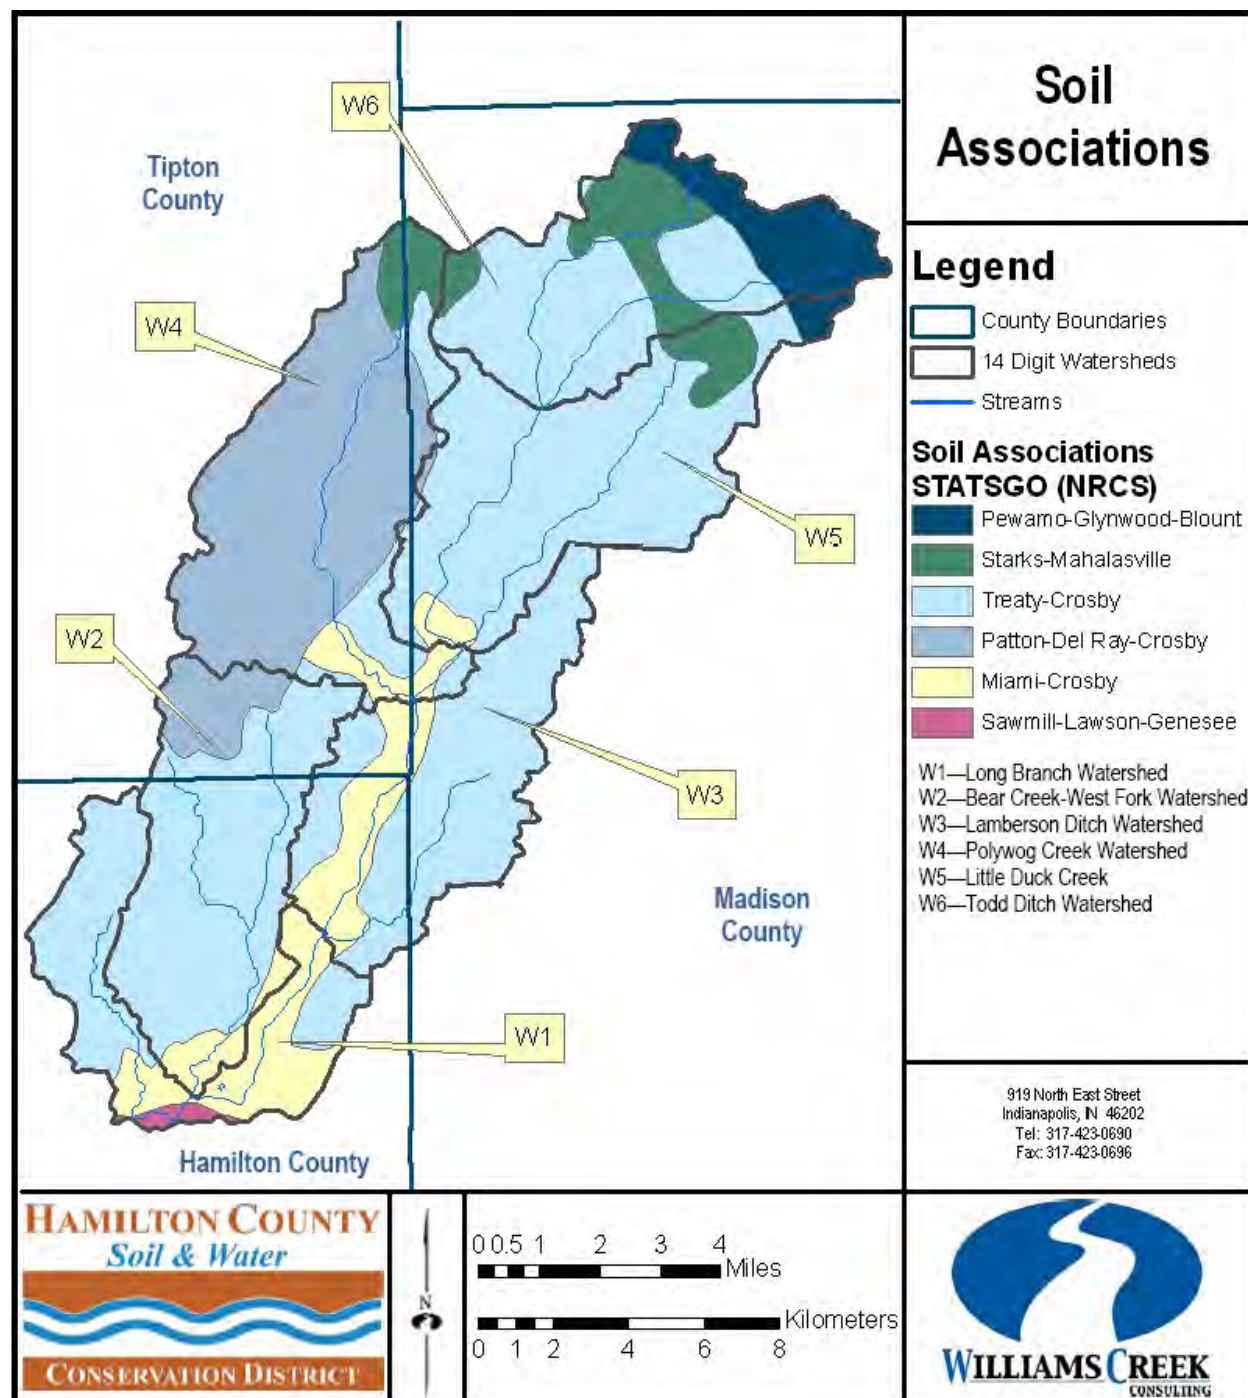 Soil
Associations
W6
Tipton
County
W4
W5
W2
W3
Madison
County
W1
Hamilton County
Legend
County Boundaries
14 Digit Watersheds
Streams
Soil Associations
STATSGO (NRCS)
Pewamo-Glynwood-Blount
Starks-Mahalasville
Treaty-Crosby
Patton-Del Ray-Crosby
Miami-Crosby
Sawmill-Lawson-Genesee
W1—Long Branch Watershed
W2—Bear Creek-West Fork Watershed
W3—Lamberson Ditch Watershed
W4—Polywog Creek Watershed
W5—Little Duck Creek
W6—Todd Ditch Watershed
919 North East Street
Indianapolis, IN 46202
Tel: 317-423-0690
Fax: 317-423-0696
HAMILTON COUNTY
Soil & Water
CONSERVATION DISTRICT
N
0 0.5 1 2 3 4
Miles
Kilometers
0 1 2 4 6 8
WILLIAMS CREEK
CONSULTING